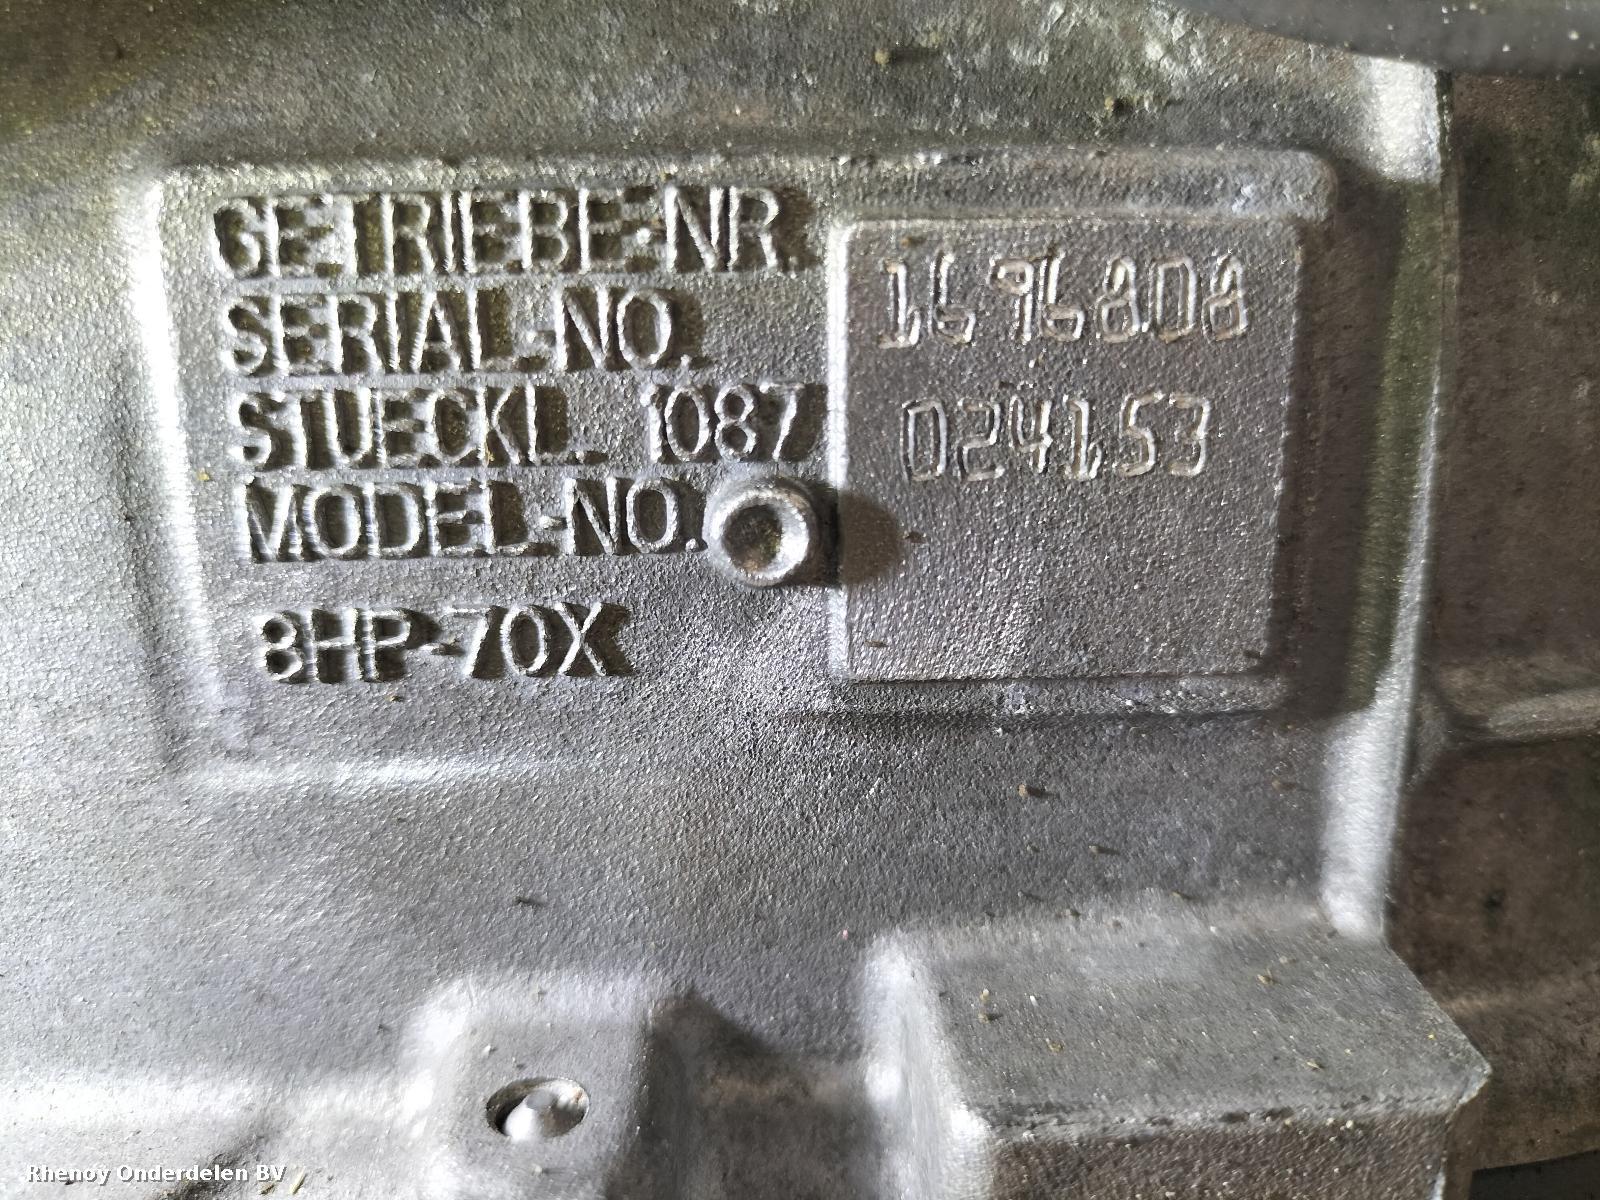 GETRIEBE-NR.
SERIAL-NO.
STUECKL. 1087
MODEL-NO.
8HP-70X
1696808
024153
Rhenoy Onderdelen BV